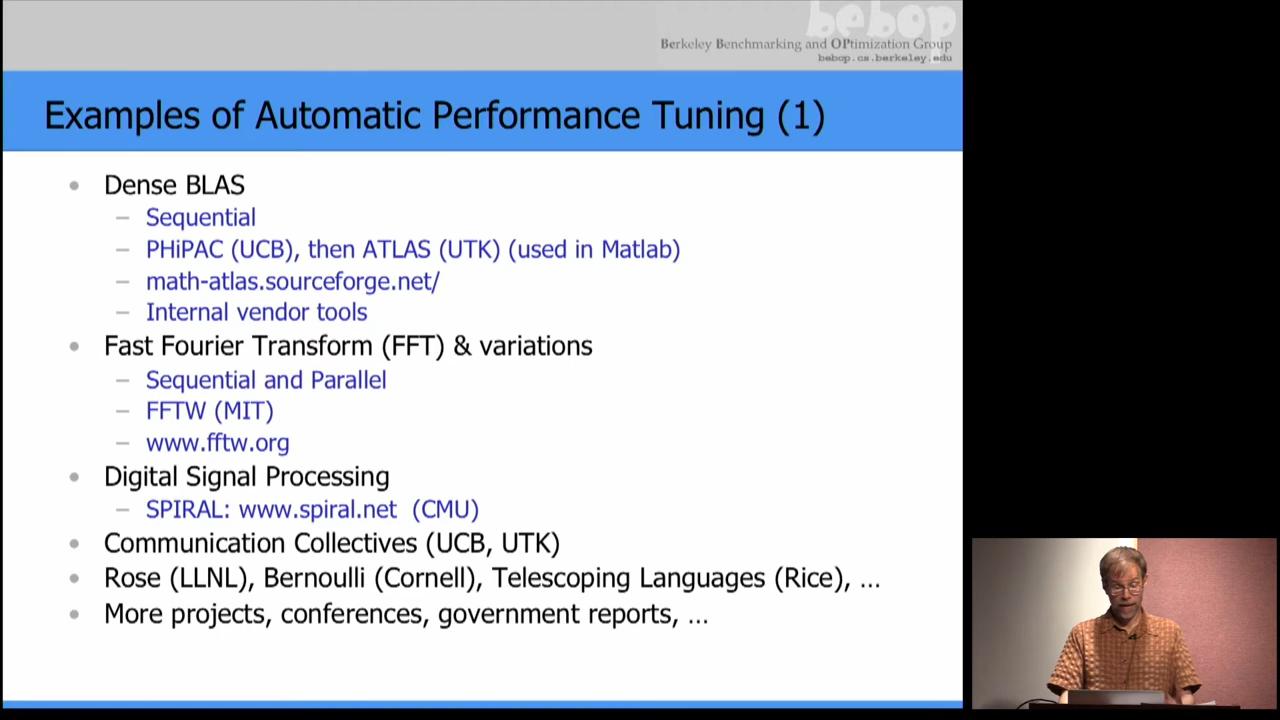 bebop
Berkeley Benchmarking and OPtimization Group
bebop.cs.berkeley.edu
Examples of Automatic Performance Tuning (1)
• Dense BLAS
– Sequential
– PHiPAC (UCB), then ATLAS (UTK) (used in Matlab)
– math-atlas.sourceforge.net/
– Internal vendor tools
• Fast Fourier Transform (FFT) & variations
– Sequential and Parallel
– FFTW (MIT)
– www.fftw.org
• Digital Signal Processing
– SPIRAL: www.spiral.net (CMU)
• Communication Collectives (UCB, UTK)
• Rose (LLNL), Bernoulli (Cornell), Telescoping Languages (Rice), …
• More projects, conferences, government reports, …